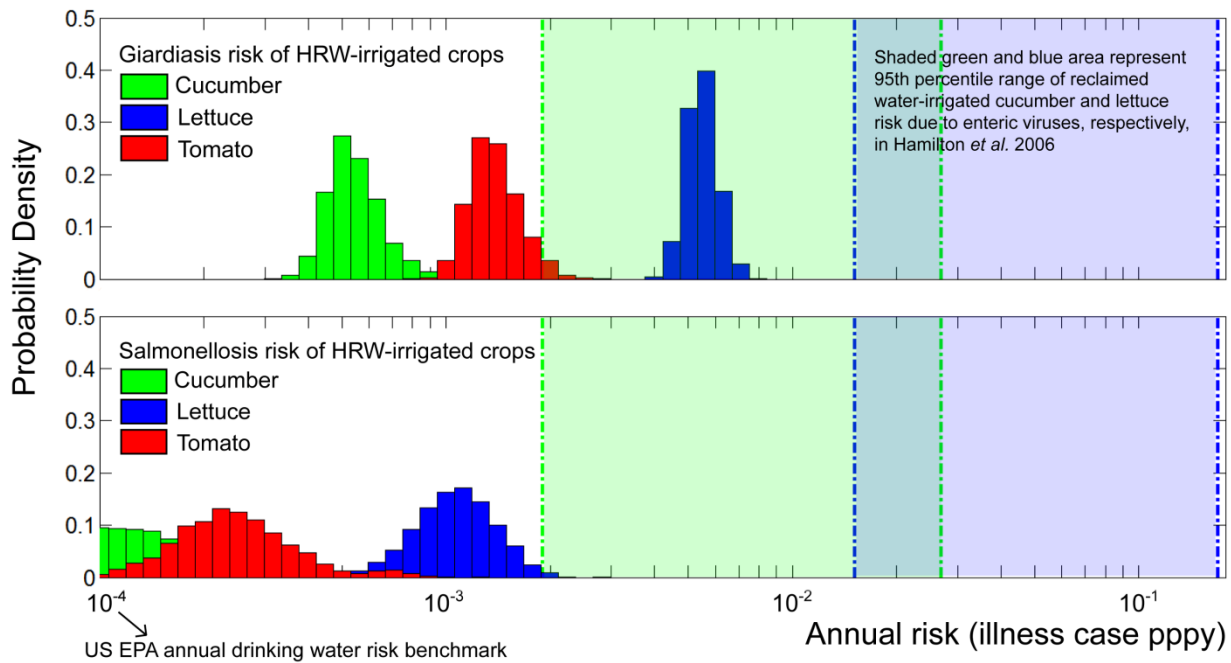 Probability Density
0.5
0.4
0.3
0.2
0.1
0
Giardiasis risk of HRW-irrigated crops
Cucumber
Lettuce
Tomato
Shaded green and blue area represent
95th percentile range of reclaimed
water-irrigated cucumber and lettuce
risk due to enteric viruses, respectively,
in Hamilton et al. 2006
0.5
0.4
0.3
0.2
0.1
0
Salmonellosis risk of HRW-irrigated crops
Cucumber
Lettuce
Tomato
10⁻⁴ 10⁻³ 10⁻² 10⁻¹
Annual risk (illness case pppy)
US EPA annual drinking water risk benchmark